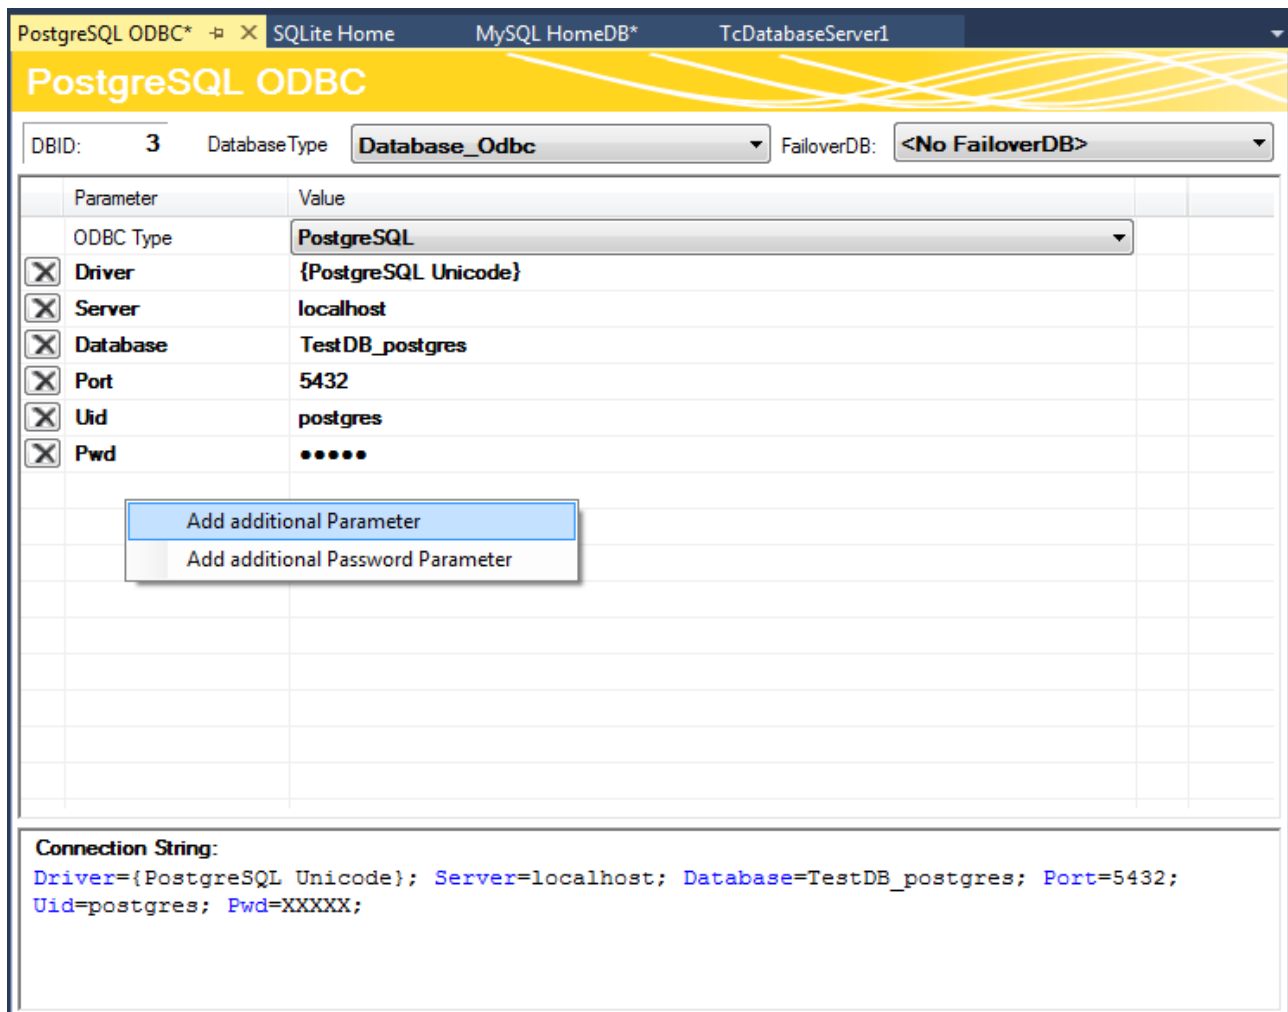 PostgreSQL ODBC* SQLite Home MySQL HomeDB* TcDatabaseServer1
PostgreSQL ODBC
DBID: 3 DatabaseType Database_Odbc FailoverDB: <No FailoverDB>
Parameter Value
ODBC Type PostgreSQL
Driver {PostgreSQL Unicode}
Server localhost
Database TestDB_postgres
Port 5432
Uid postgres
Pwd •••••
Add additional Parameter
Add additional Password Parameter
Connection String:
Driver={PostgreSQL Unicode}; Server=localhost; Database=TestDB_postgres; Port=5432;
Uid=postgres; Pwd=XXXXX;